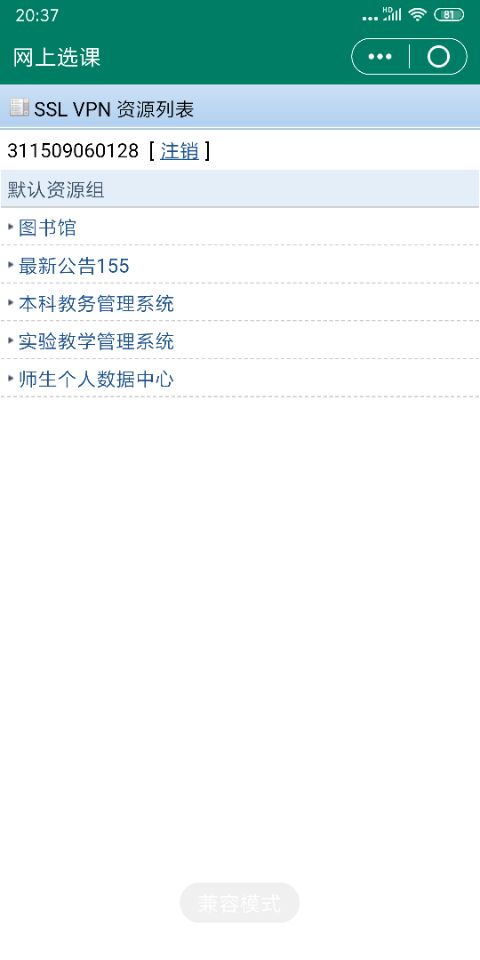 20:37
HD
81
网上选课
SSL VPN 资源列表
311509060128 [ 注销 ]
默认资源组
图书馆
最新公告155
本科教务管理系统
实验教学管理系统
师生个人数据中心
兼容模式